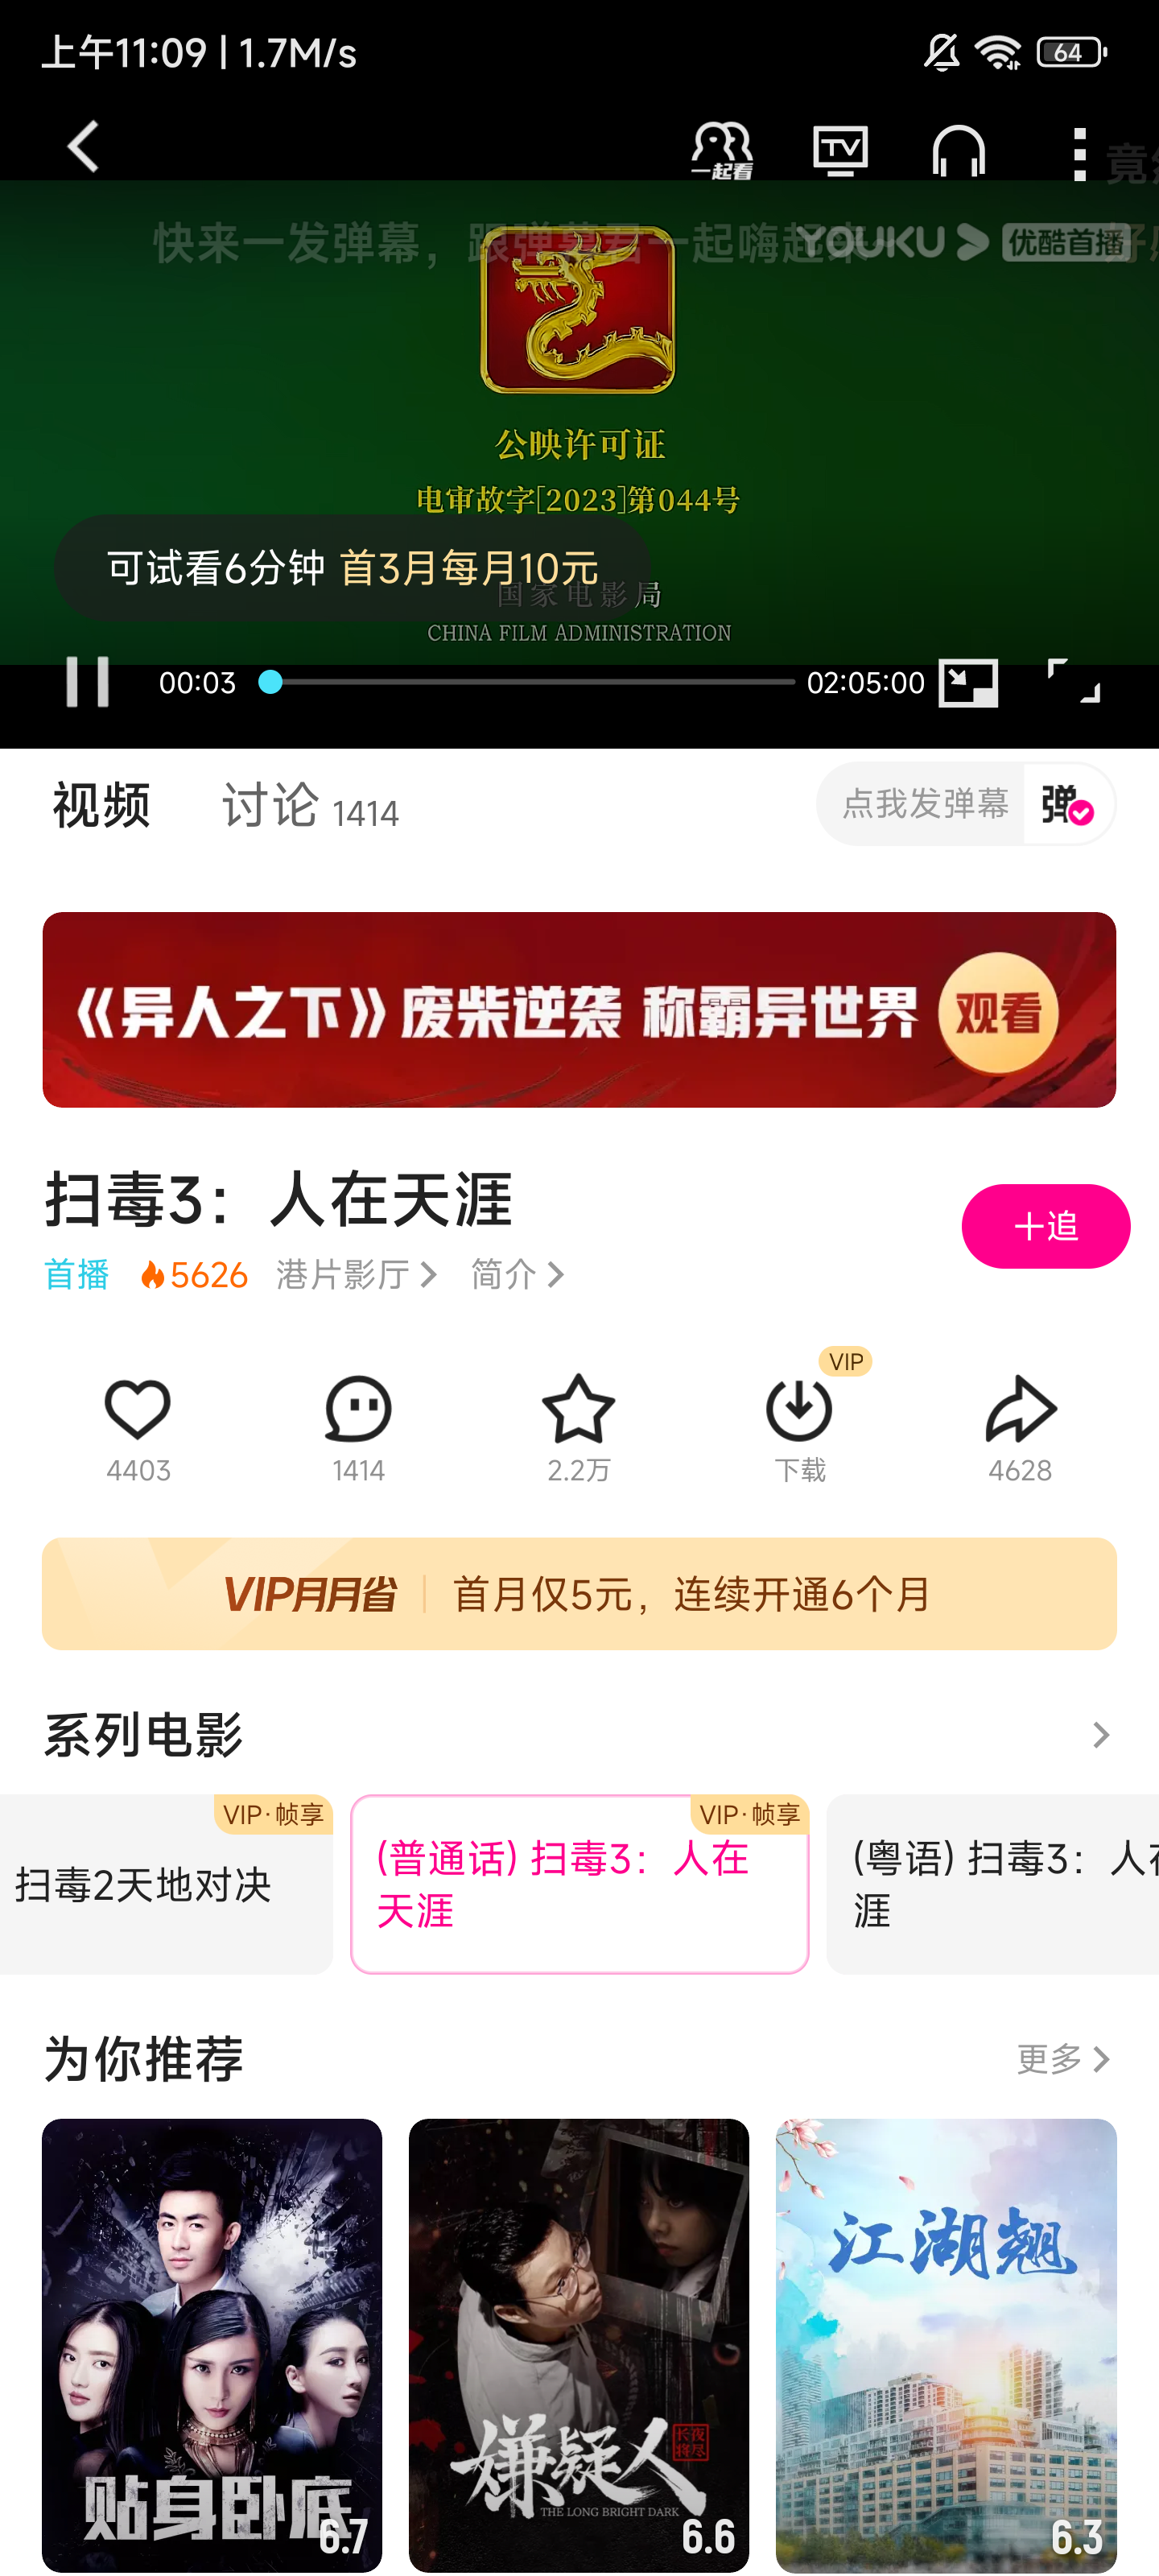 上午11:09 | 1.7M/s
64
一起看
TV
快来一发弹幕，跟弹幕君一起嗨起来
YOUKU 优酷首播
公映许可证
电审故字[2023]第044号
可试看6分钟 首3月每月10元
国家电影局
CHINA FILM ADMINISTRATION
00:03
02:05:00
视频
讨论 1414
点我发弹幕
弹
《异人之下》废柴逆袭 称霸异世界
观看
扫毒3：人在天涯
十追
首播
5626
港片影厅
简介
VIP
4403
1414
2.2万
下载
4628
VIP月月省
首月仅5元，连续开通6个月
系列电影
VIP·帧享
扫毒2天地对决
VIP·帧享
(普通话) 扫毒3：人在
天涯
(粤语) 扫毒3：人在
涯
为你推荐
更多
贴身卧底
6.7
嫌疑人
长夜将尽
THE LONG BRIGHT DARK
6.6
江湖翘
6.3